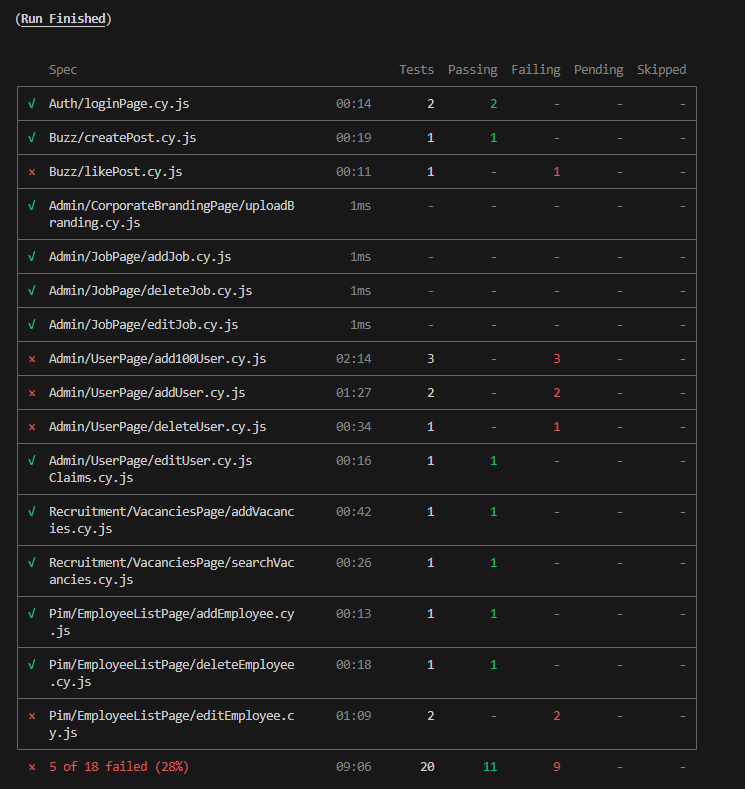 (Run Finished)
Spec Tests Passing Failing Pending Skipped
√ Auth/loginPage.cy.js 00:14 2 2 - - -
√ Buzz/createPost.cy.js 00:19 1 1 - - -
× Buzz/likePost.cy.js 00:11 1 - 1 - -
√ Admin/CorporateBrandingPage/uploadB 1ms - - - - -
randing.cy.js
√ Admin/JobPage/addJob.cy.js 1ms - - - - -
√ Admin/JobPage/deleteJob.cy.js 1ms - - - - -
√ Admin/JobPage/editJob.cy.js 1ms - - - - -
× Admin/UserPage/add100User.cy.js 02:14 3 - 3 - -
× Admin/UserPage/addUser.cy.js 01:27 2 - 2 - -
× Admin/UserPage/deleteUser.cy.js 00:34 1 - 1 - -
√ Admin/UserPage/editUser.cy.js 00:16 1 1 - - -
Claims.cy.js
√ Recruitment/VacanciesPage/addVacanc 00:42 1 1 - - -
ies.cy.js
√ Recruitment/VacanciesPage/searchVac 00:26 1 1 - - -
ancies.cy.js
√ Pim/EmployeeListPage/addEmployee.cy 00:13 1 1 - - -
.js
√ Pim/EmployeeListPage/deleteEmployee 00:18 1 1 - - -
.cy.js
× Pim/EmployeeListPage/editEmployee.c 01:09 2 - 2 - -
y.js
× 5 of 18 failed (28%) 09:06 20 11 9 - -